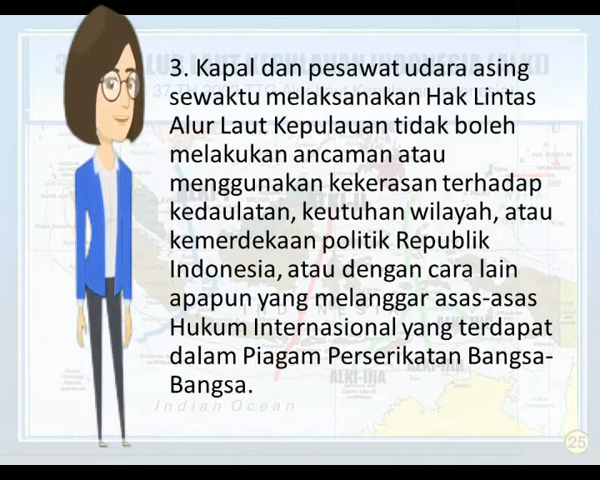 3. Kapal dan pesawat udara asing
sewaktu melaksanakan Hak Lintas
Alur Laut Kepulauan tidak boleh
melakukan ancaman atau
menggunakan kekerasan terhadap
kedaulatan, keutuhan wilayah, atau
kemerdekaan politik Republik
Indonesia, atau dengan cara lain
apapun yang melanggar asas-asas
Hukum Internasional yang terdapat
dalam Piagam Perserikatan Bangsa-
Bangsa.
Indian Ocean
25